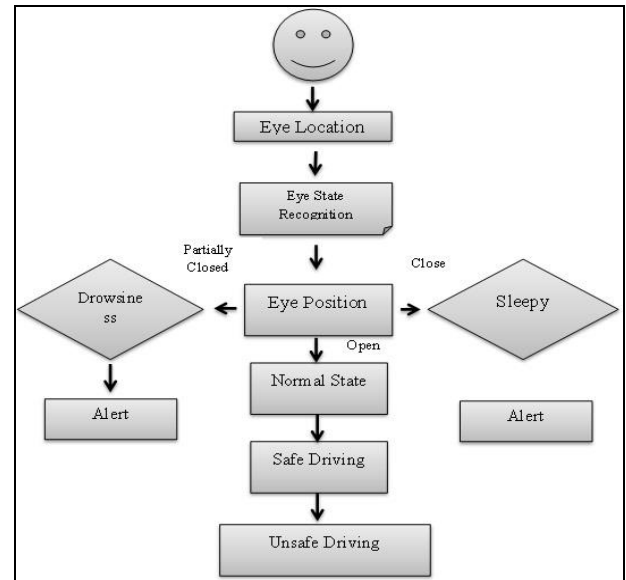 Eye Location
Eye State
Recognition
Partially
Closed
Close
Drowsine
ss
Eye Position
Sleepy
Open
Normal State
Alert
Alert
Safe Driving
Unsafe Driving